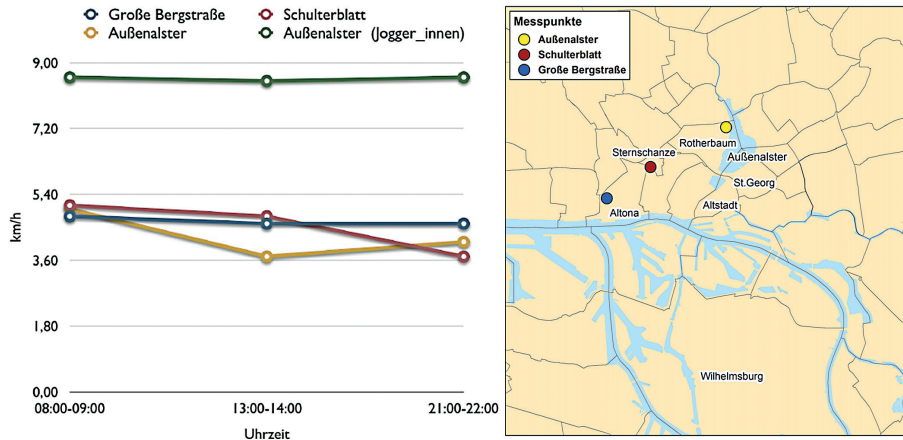 Große Bergstraße
Schulterblatt
Außenalster
Außenalster (Jogger_innen)
9,00
7,20
5,40
3,60
1,80
0,00
km/h
08:00-09:00
13:00-14:00
21:00-22:00
Uhrzeit
Messpunkte
Außenalster
Schulterblatt
Große Bergstraße
Rotherbaum
Sternschanze
Außenalster
St.Georg
Altstadt
Altona
Wilhelmsburg